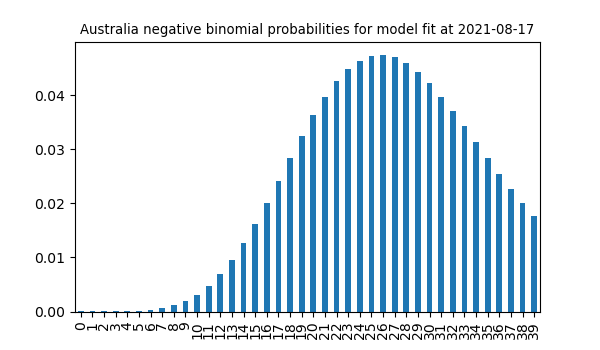 Australia negative binomial probabilities for model fit at 2021-08-17
0.04
0.03
0.02
0.01
0.00
0 1 2 3 4 5 6 7 8 9 10 11 12 13 14 15 16 17 18 19 20 21 22 23 24 25 26 27 28 29 30 31 32 33 34 35 36 37 38 39